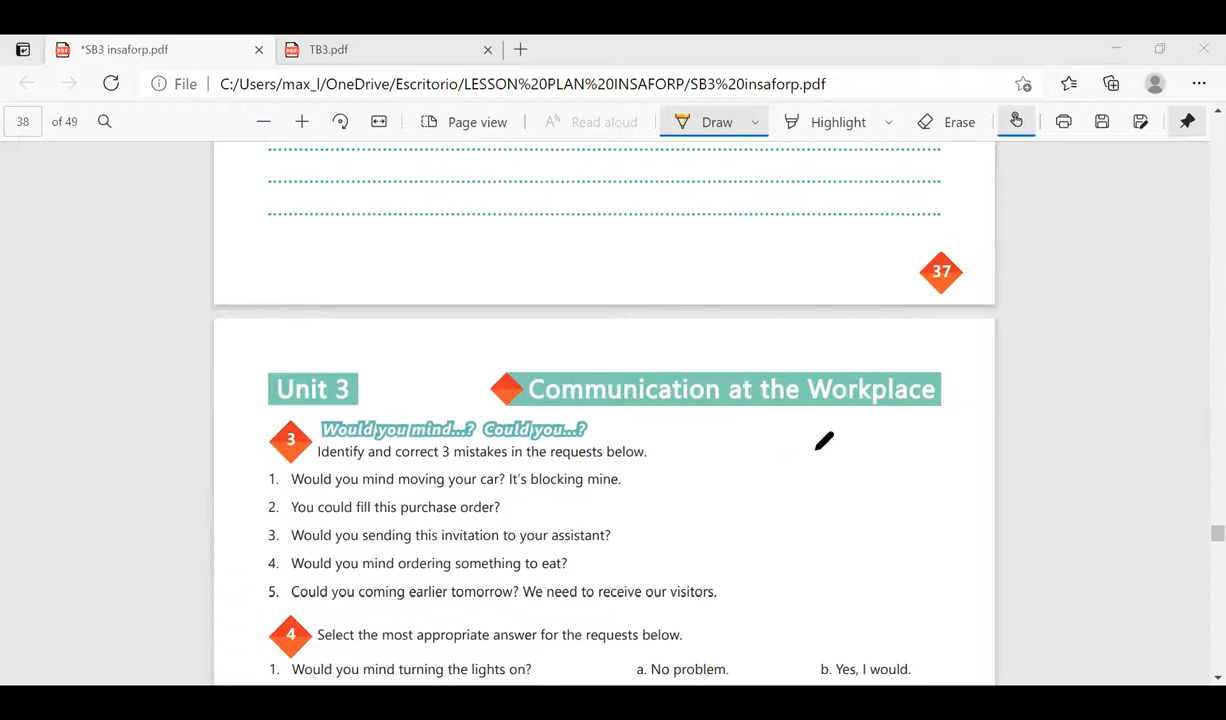 *SB3 insaforp.pdf
TB3.pdf
File
C:/Users/max_l/OneDrive/Escritorio/LESSON%20PLAN%20INSAFORP/SB3%20insaforp.pdf
38 of 49
Page view
Read aloud
Draw
Highlight
Erase
37
Unit 3
Communication at the Workplace
3 Would you mind...? Could you...?
Identify and correct 3 mistakes in the requests below.
1. Would you mind moving your car? It's blocking mine.
2. You could fill this purchase order?
3. Would you sending this invitation to your assistant?
4. Would you mind ordering something to eat?
5. Could you coming earlier tomorrow? We need to receive our visitors.
4 Select the most appropriate answer for the requests below.
1. Would you mind turning the lights on? a. No problem. b. Yes, I would.